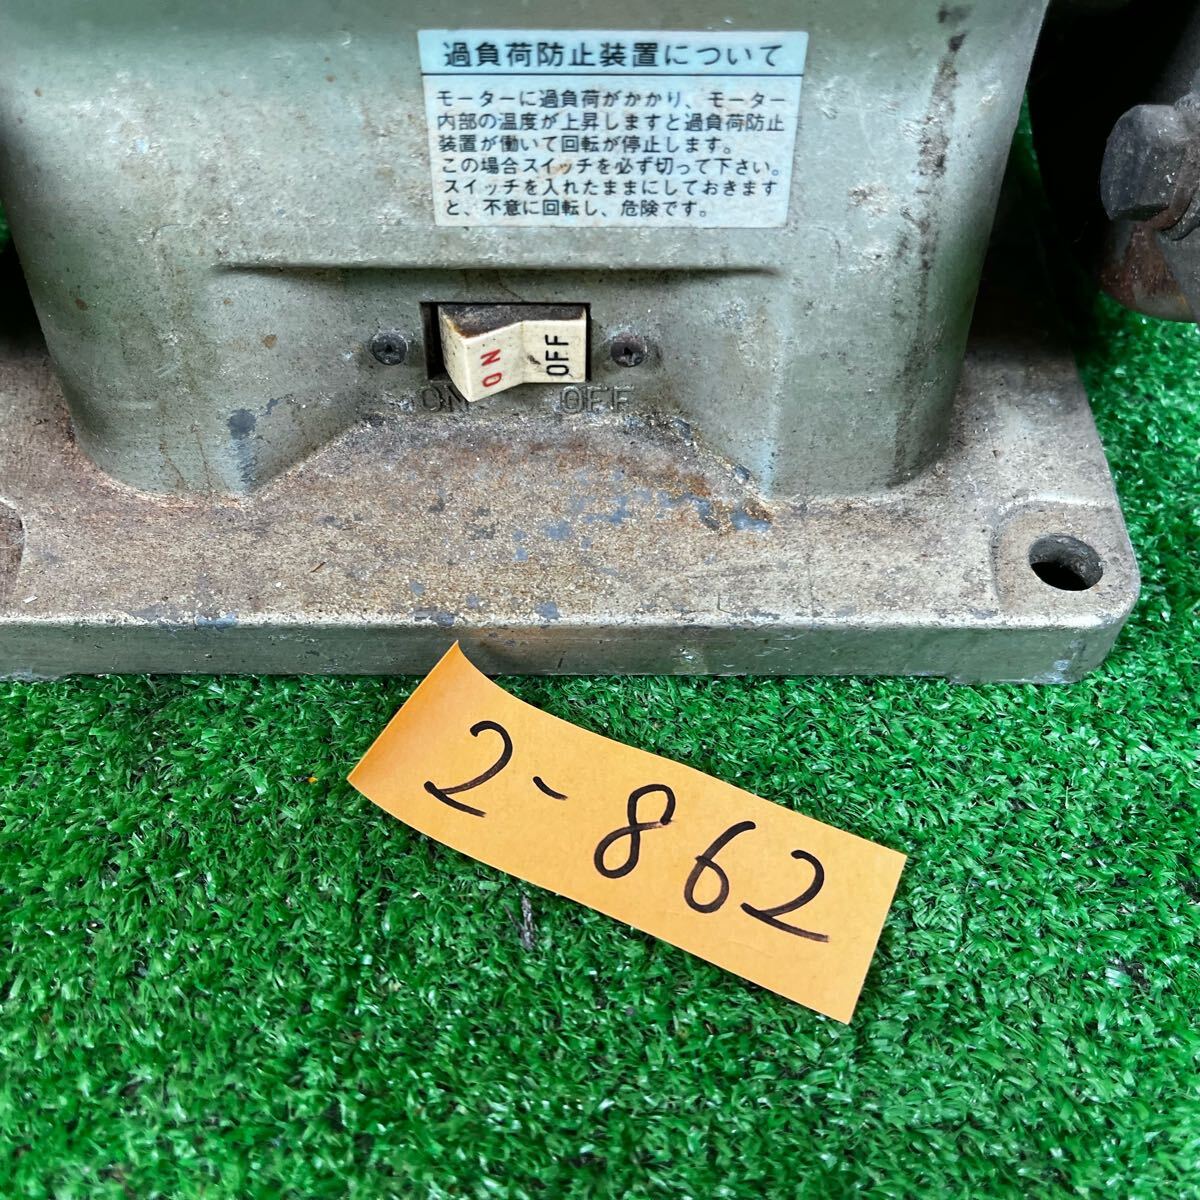 過負荷防止装置について
モーターに過負荷がかかり、モーター
内部の温度が上昇しますと過負荷防止
装置が働いて回転が停止します。
この場合スイッチを必ず切って下さい。
スイッチを入れたままにしておきます
と、不意に回転し、危険です。
ON OFF
ON OFF
2-862